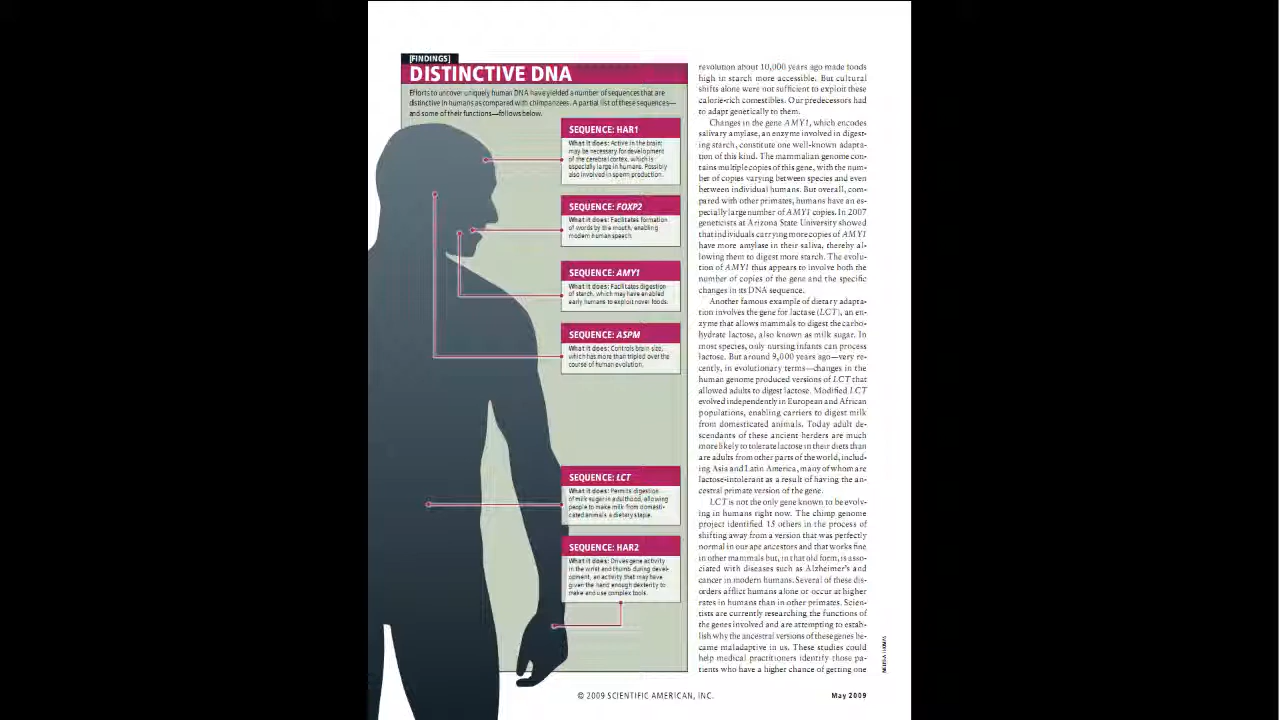 [FINDINGS]
DISTINCTIVE DNA
Efforts to uncover uniquely human DNA have yielded a number of sequences that are
distinctive in humans as compared with chimpanzees. A partial list of these sequences—
and some of their functions—follows below.
SEQUENCE: HAR1
What it does: Active in the brain;
may be necessary for development
of the cerebral cortex, which is
especially large in humans. Possibly
also involved in sperm production.
SEQUENCE: FOXP2
What it does: Facilitates formation
of words by the mouth, enabling
modern human speech.
SEQUENCE: AMY1
What it does: Facilitates digestion
of starch, which may have enabled
early humans to exploit novel foods.
SEQUENCE: ASPM
What it does: Controls brain size,
which has more than tripled over the
course of human evolution.
SEQUENCE: LCT
What it does: Permits digestion
of milk sugar in adulthood, allowing
people to make milk from domesti-
cated animals a dietary staple.
SEQUENCE: HAR2
What it does: Drives gene activity
in the wrist and thumb during devel-
opment, an activity that may have
given the hand enough dexterity to
make and use complex tools.
revolution about 10,000 years ago made foods
high in starch more accessible. But cultural
shifts alone were not sufficient to exploit these
calorie-rich comestibles. Our predecessors had
to adapt genetically to them.
Changes in the gene AMY1, which encodes
salivary amylase, an enzyme involved in digest-
ing starch, constitute one well-known adapta-
tion of this kind. The mammalian genome con-
tains multiple copies of this gene, with the num-
ber of copies varying between species and even
between individual humans. But overall, com-
pared with other primates, humans have an es-
pecially large number of AMY1 copies. In 2007
geneticists at Arizona State University showed
that individuals carrying more copies of AMY1
have more amylase in their saliva, thereby al-
lowing them to digest more starch. The evolu-
tion of AMY1 thus appears to involve both the
number of copies of the gene and the specific
changes in its DNA sequence.
Another famous example of dietary adapta-
tion involves the gene for lactase (LCT), an en-
zyme that allows mammals to digest the carbo-
hydrate lactose, also known as milk sugar. In
most species, only nursing infants can process
lactose. But around 9,000 years ago—very re-
cently, in evolutionary terms—changes in the
human genome produced versions of LCT that
allowed adults to digest lactose. Modified LCT
evolved independently in European and African
populations, enabling carriers to digest milk
from domesticated animals. Today adult de-
scendants of these ancient herders are much
more likely to tolerate lactose in their diets than
are adults from other parts of the world, includ-
ing Asia and Latin America, many of whom are
lactose-intolerant as a result of having the an-
cestral primate version of the gene.
LCT is not the only gene known to be evolv-
ing in humans right now. The chimp genome
project identified 15 others in the process of
shifting away from a version that was perfectly
normal in our ape ancestors and that works fine
in other mammals but, in that old form, is asso-
ciated with diseases such as Alzheimer's and
cancer in modern humans. Several of these dis-
orders afflict humans alone or occur at higher
rates in humans than in other primates. Scien-
tists are currently researching the functions of
the genes involved and are attempting to estab-
lish why the ancestral versions of these genes be-
came maladaptive in us. These studies could
help medical practitioners identify those pa-
tients who have a higher chance of getting one
© 2009 SCIENTIFIC AMERICAN, INC.
May 2009